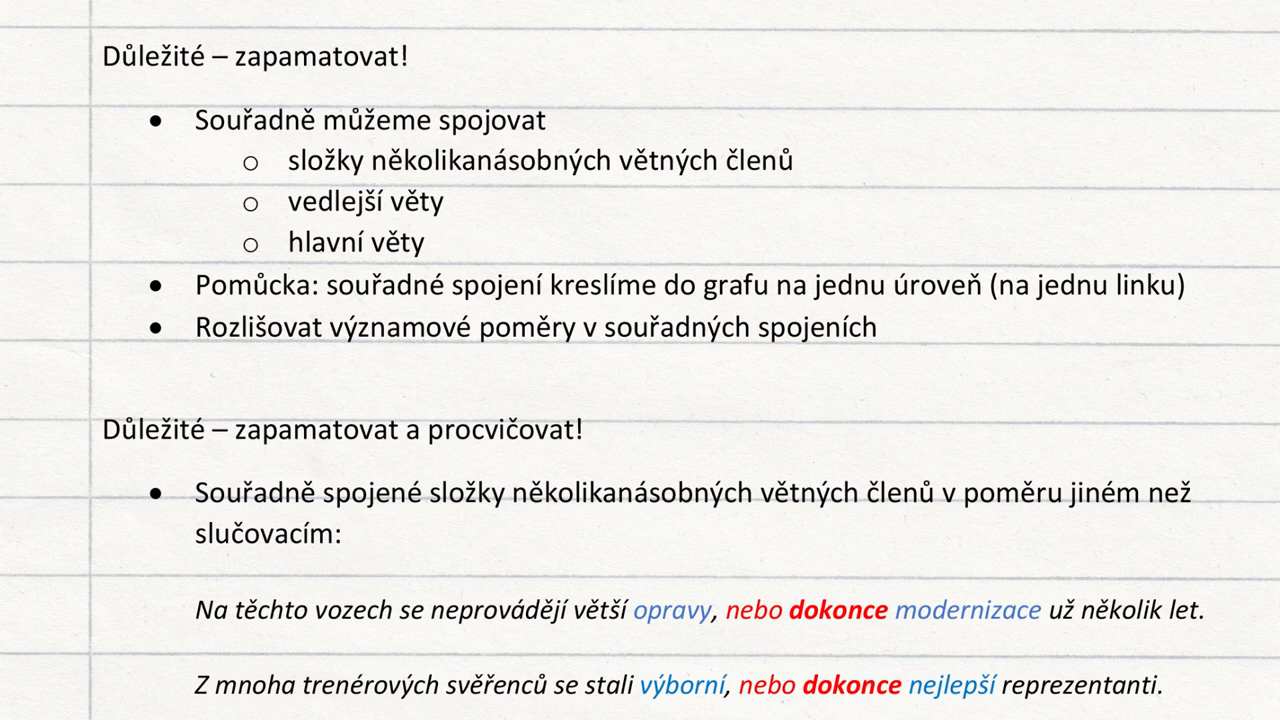 Důležité – zapamatovat!
• Souřadně můžeme spojovat
o složky několikanásobných větných členů
o vedlejší věty
o hlavní věty
• Pomůcka: souřadné spojení kreslíme do grafu na jednu úroveň (na jednu linku)
• Rozlišovat významové poměry v souřadných spojeních
Důležité – zapamatovat a procvičovat!
• Souřadně spojené složky několikanásobných větných členů v poměru jiném než
slučovacím:
Na těchto vozech se neprovádějí větší opravy, nebo dokonce modernizace už několik let.
Z mnoha trenérových svěřenců se stali výborní, nebo dokonce nejlepší reprezentanti.